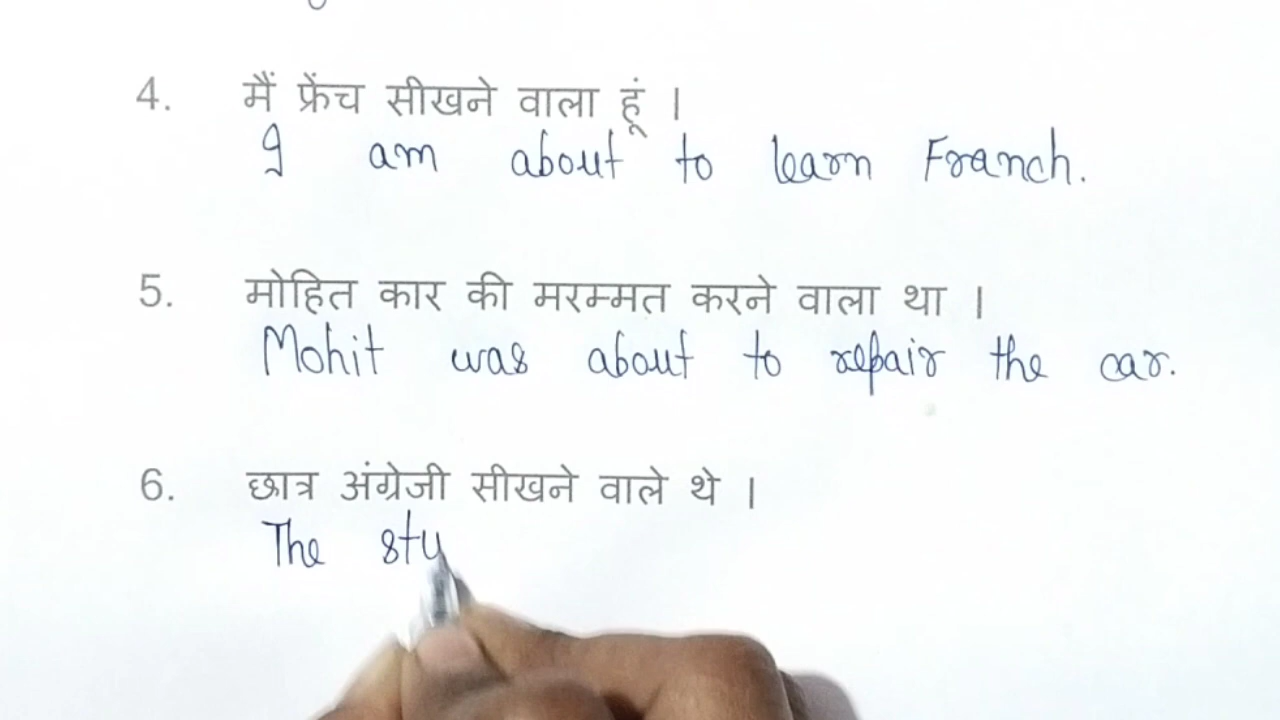 4. मैं फ्रेंच सीखने वाला हूं ।
I am about to learn Franch.
5. मोहित कार की मरम्मत करने वाला था ।
Mohit was about to repair the car.
6. छात्र अंग्रेजी सीखने वाले थे ।
The stu